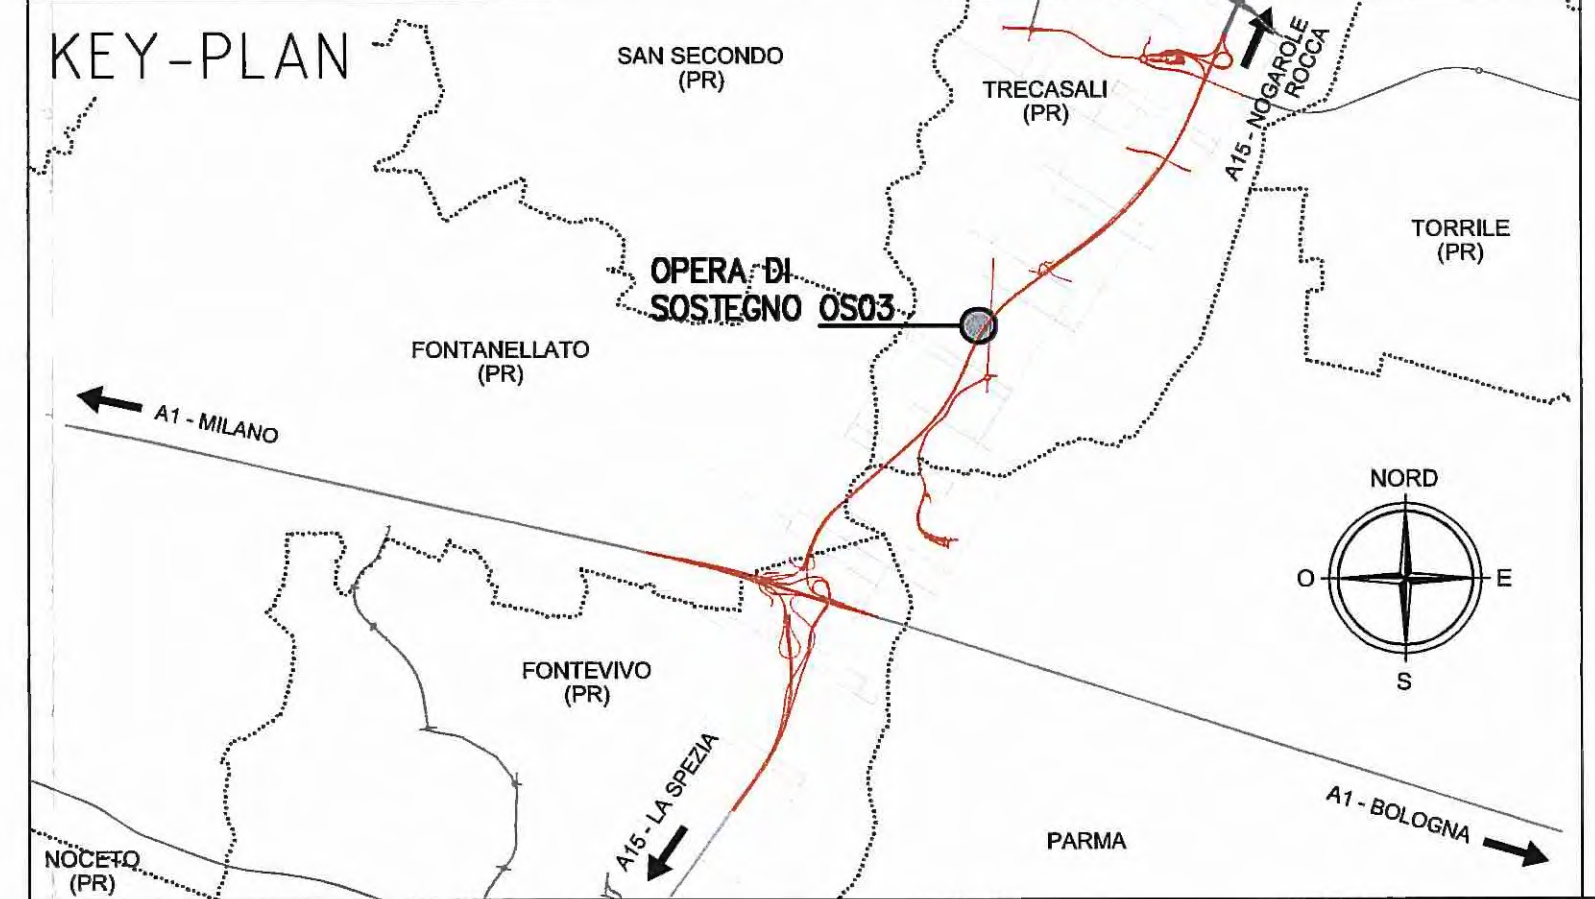 KEY-PLAN
SAN SECONDO
(PR)
TRECASALI
(PR)
A15 - NOGAROLE
ROCCA
TORRILE
(PR)
OPERA DI
SOSTEGNO OS03
FONTANELLATO
(PR)
A1 - MILANO
NORD
O
E
S
FONTEVIVO
(PR)
A15 - LA SPEZIA
A1 - BOLOGNA
PARMA
NOCETO
(PR)